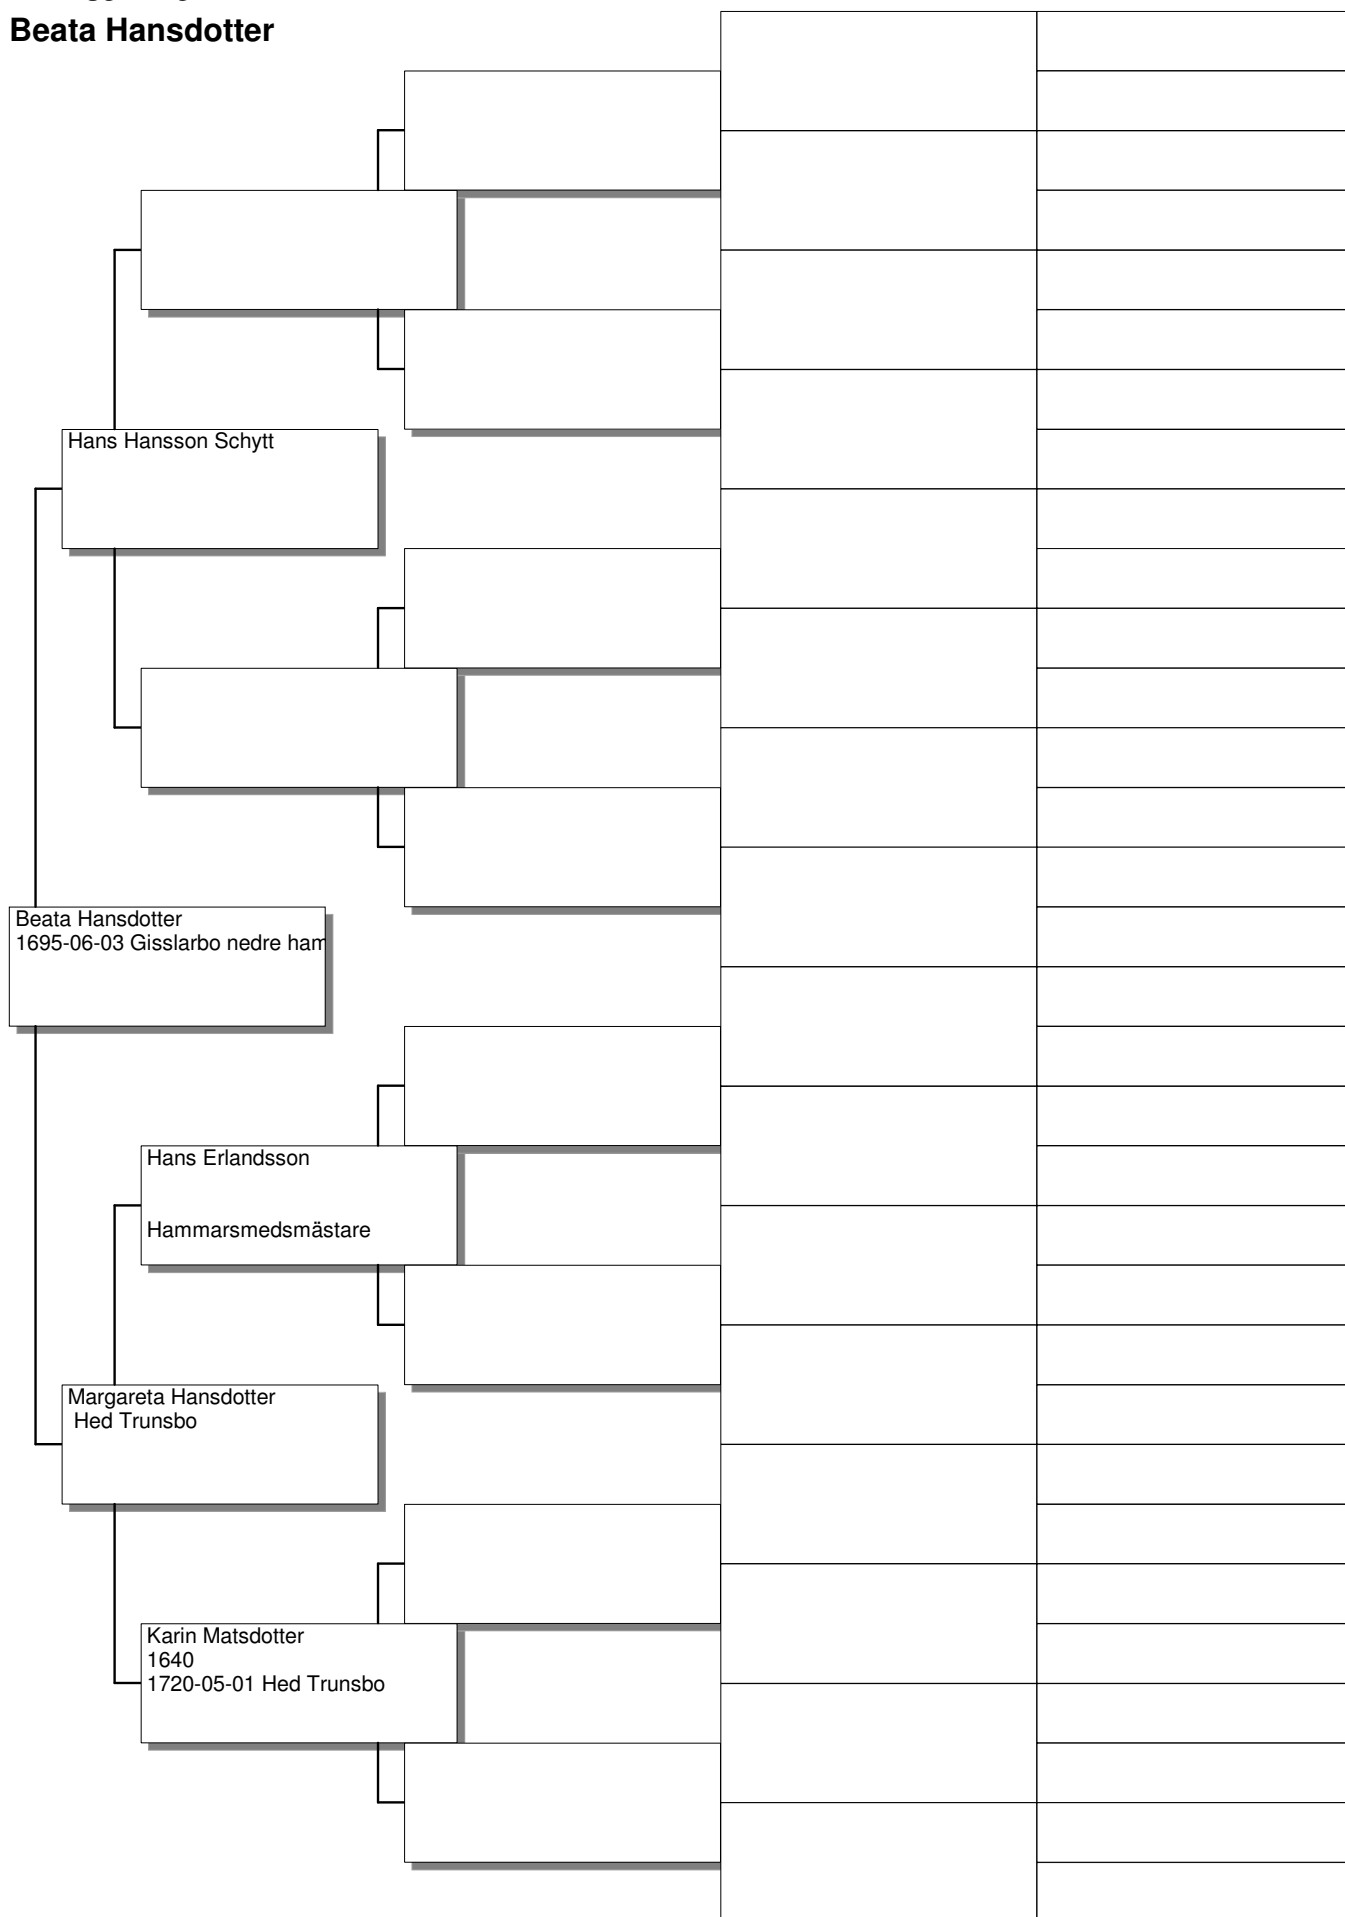 Beata Hansdotter
Hans Hansson Schytt
Beata Hansdotter
1695-06-03 Gisslarbo nedre ham
Hans Erlandsson
Hammarsmedsmästare
Margareta Hansdotter
Hed Trunsbo
Karin Matsdotter
1640
1720-05-01 Hed Trunsbo